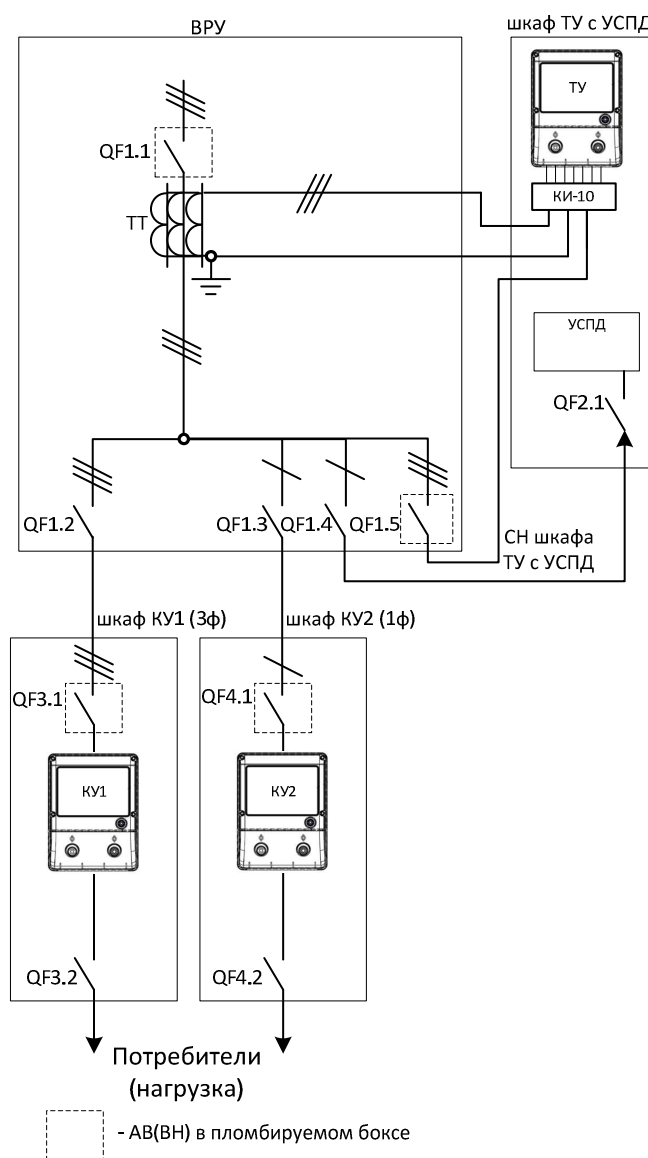 ВРУ
шкаф ТУ с УСПД
ТУ
QF1.1
КИ-10
ТТ
УСПД
QF2.1
QF1.2
QF1.3
QF1.4
QF1.5
СН шкафа
ТУ с УСПД
шкаф КУ1 (3ф)
шкаф КУ2 (1ф)
QF3.1
QF4.1
КУ1
КУ2
QF3.2
QF4.2
Потребители
(нагрузка)
- АВ(ВН) в пломбируемом боксе